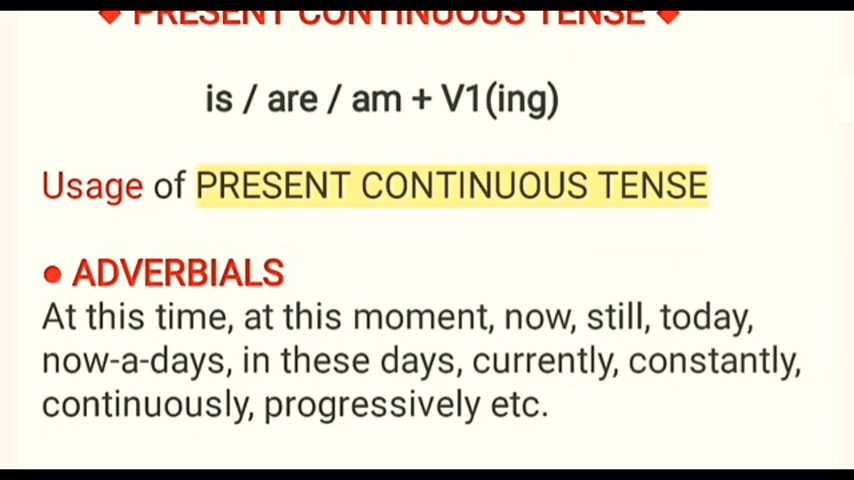 ◆ PRESENT CONTINUOUS TENSE ◆
is / are / am + V1(ing)
Usage of PRESENT CONTINUOUS TENSE
● ADVERBIALS
At this time, at this moment, now, still, today,
now-a-days, in these days, currently, constantly,
continuously, progressively etc.